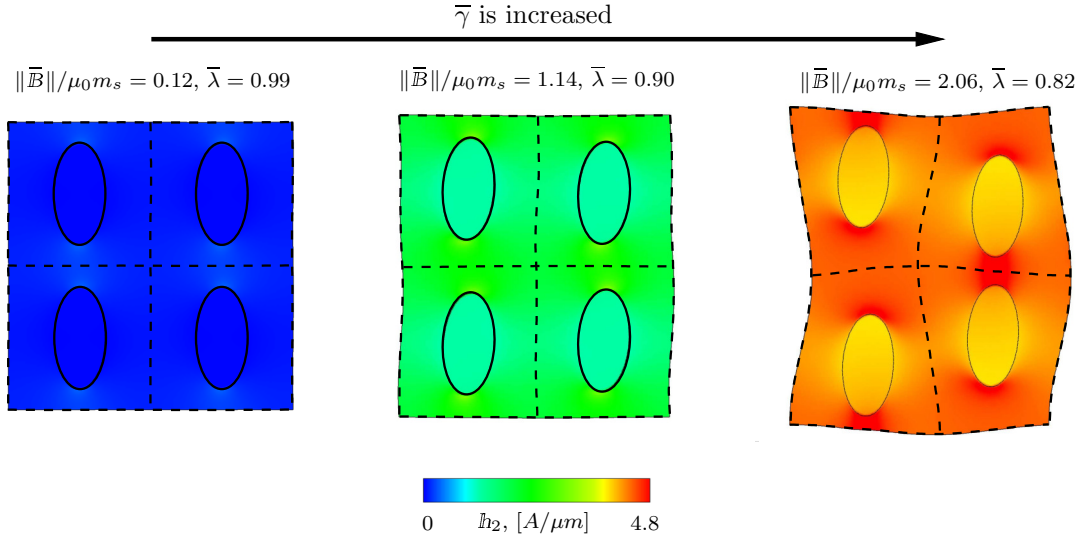 γ̅ is increased
‖𝔹̅‖/μ₀mₛ = 0.12, λ̅ = 0.99
‖𝔹̅‖/μ₀mₛ = 1.14, λ̅ = 0.90
‖𝔹̅‖/μ₀mₛ = 2.06, λ̅ = 0.82
0 𝕙₂, [A/μm] 4.8